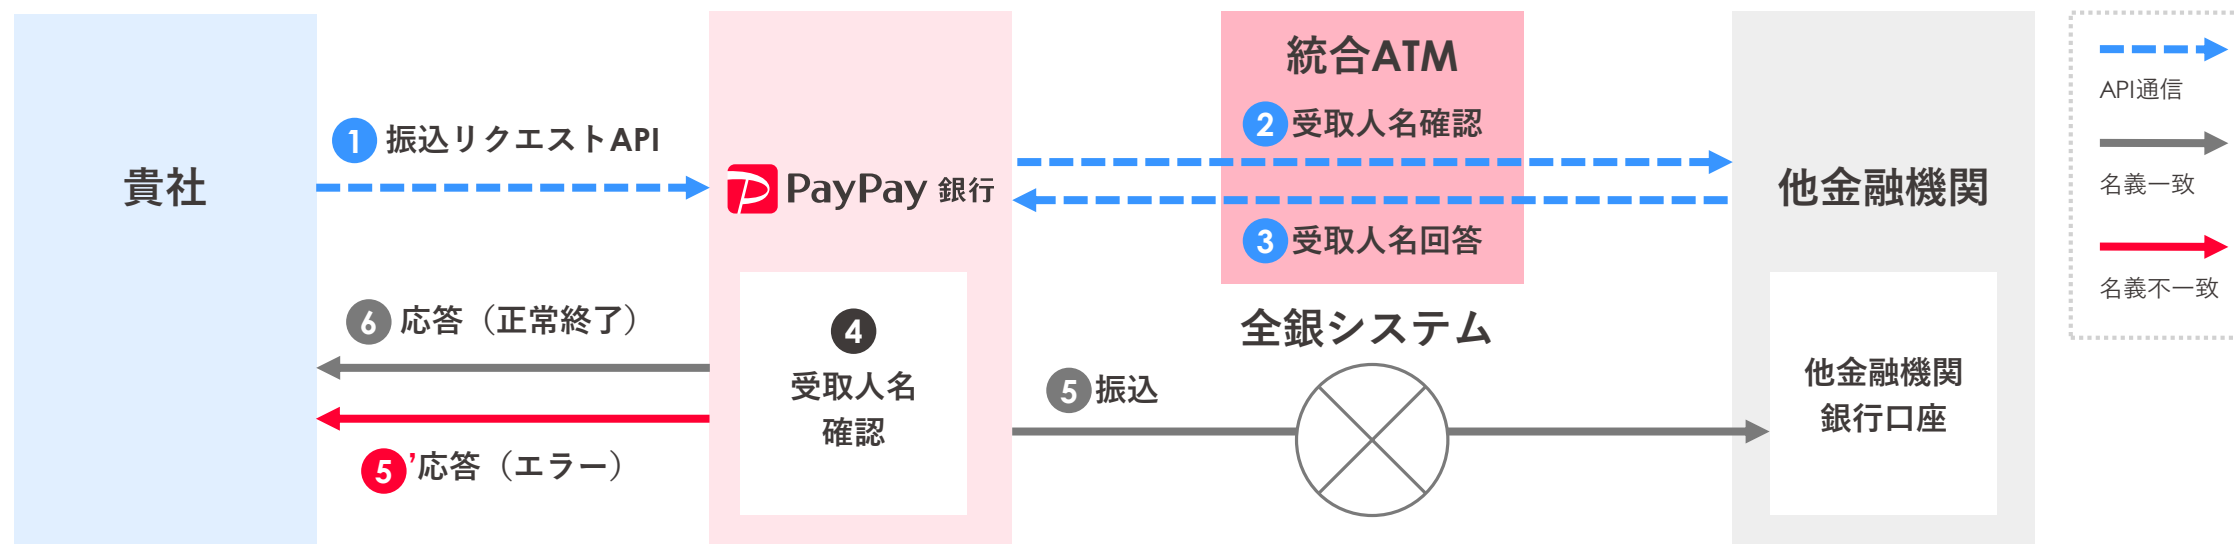 貴社
1 振込リクエストAPI
6 応答（正常終了）
5 ’応答（エラー）
PayPay 銀行
4
受取人名
確認
統合ATM
2 受取人名確認
3 受取人名回答
全銀システム
5 振込
他金融機関
他金融機関
銀行口座
API通信
名義一致
名義不一致